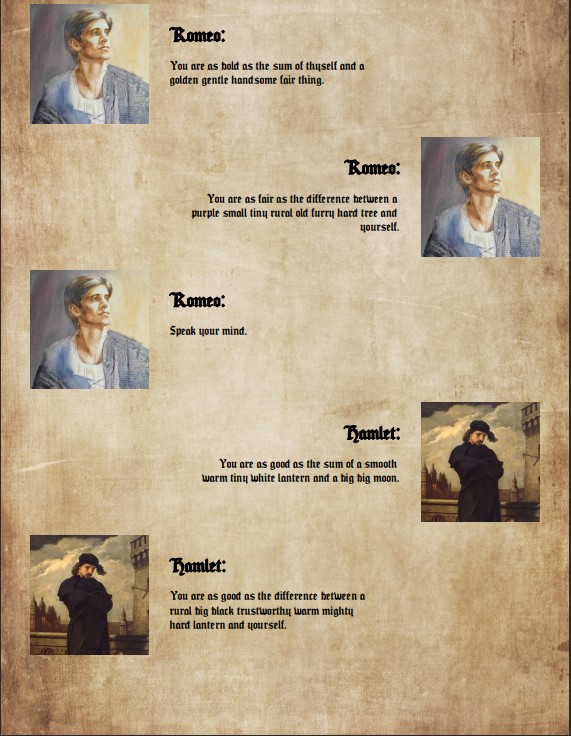 Romeo:
You are as bold as the sum of thyself and a
golden gentle handsome fair thing.
Romeo:
You are as fair as the difference between a
purple small tiny rural old furry hard tree and
yourself.
Romeo:
Speak your mind.
Hamlet:
You are as good as the sum of a smooth
warm tiny white lantern and a big big moon.
Hamlet:
You are as good as the difference between a
rural big black trustworthy warm mighty
hard lantern and yourself.